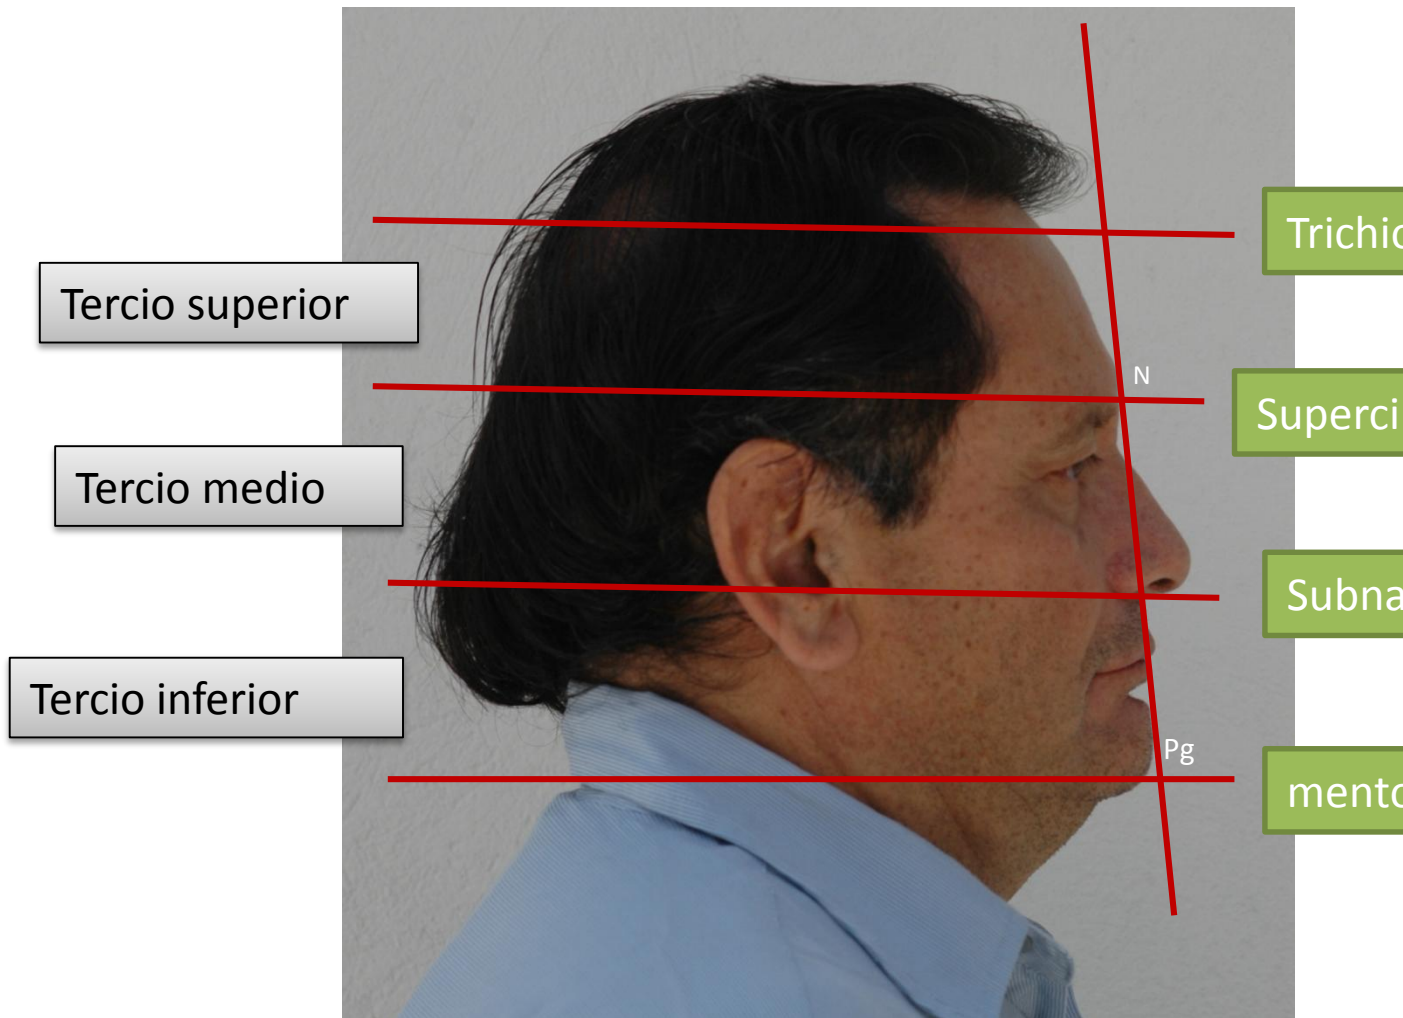 Trichio
Tercio superior
N
Superci
Tercio medio
Subna
Tercio inferior
Pg
mento